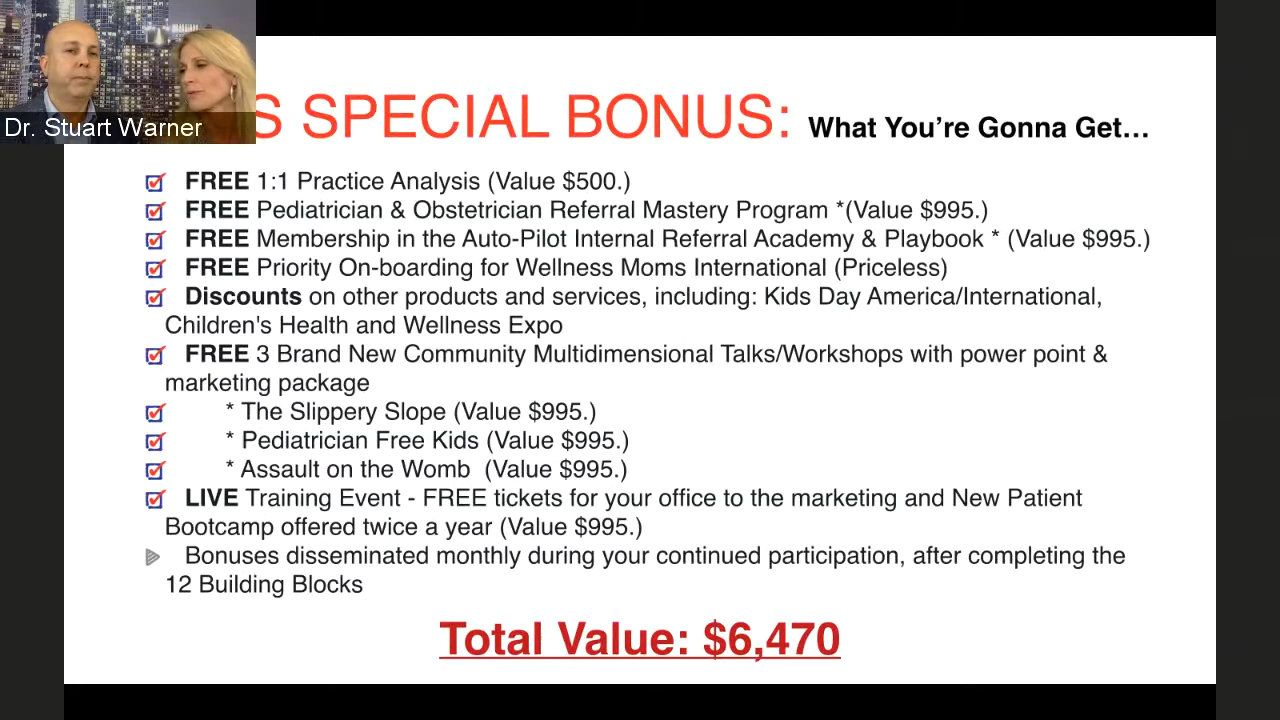 Dr. Stuart Warner
S SPECIAL BONUS: What You're Gonna Get…
FREE 1:1 Practice Analysis (Value $500.)
FREE Pediatrician & Obstetrician Referral Mastery Program *(Value $995.)
FREE Membership in the Auto-Pilot Internal Referral Academy & Playbook * (Value $995.)
FREE Priority On-boarding for Wellness Moms International (Priceless)
Discounts on other products and services, including: Kids Day America/International,
Children's Health and Wellness Expo
FREE 3 Brand New Community Multidimensional Talks/Workshops with power point &
marketing package
* The Slippery Slope (Value $995.)
* Pediatrician Free Kids (Value $995.)
* Assault on the Womb (Value $995.)
LIVE Training Event - FREE tickets for your office to the marketing and New Patient
Bootcamp offered twice a year (Value $995.)
Bonuses disseminated monthly during your continued participation, after completing the
12 Building Blocks
Total Value: $6,470